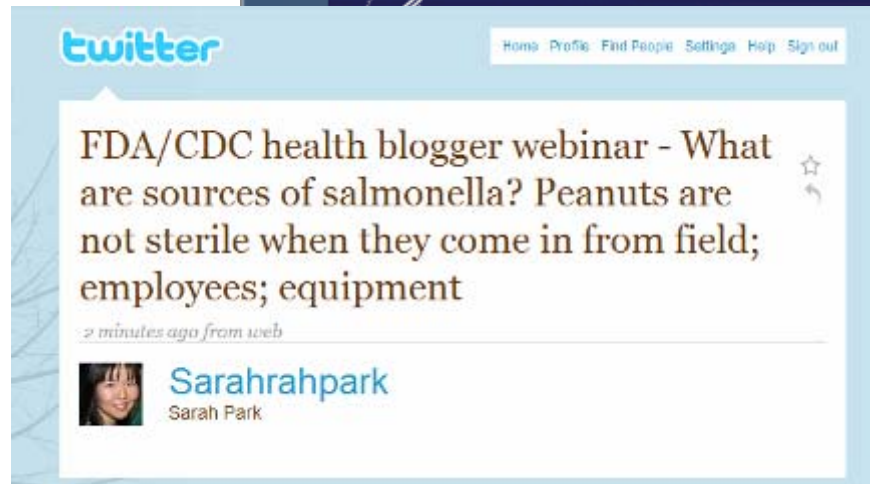 twitter
Home Profile Find People Settings Help Sign out
FDA/CDC health blogger webinar - What
are sources of salmonella? Peanuts are
not sterile when they come in from field;
employees; equipment
2 minutes ago from web
Sarahrahpark
Sarah Park